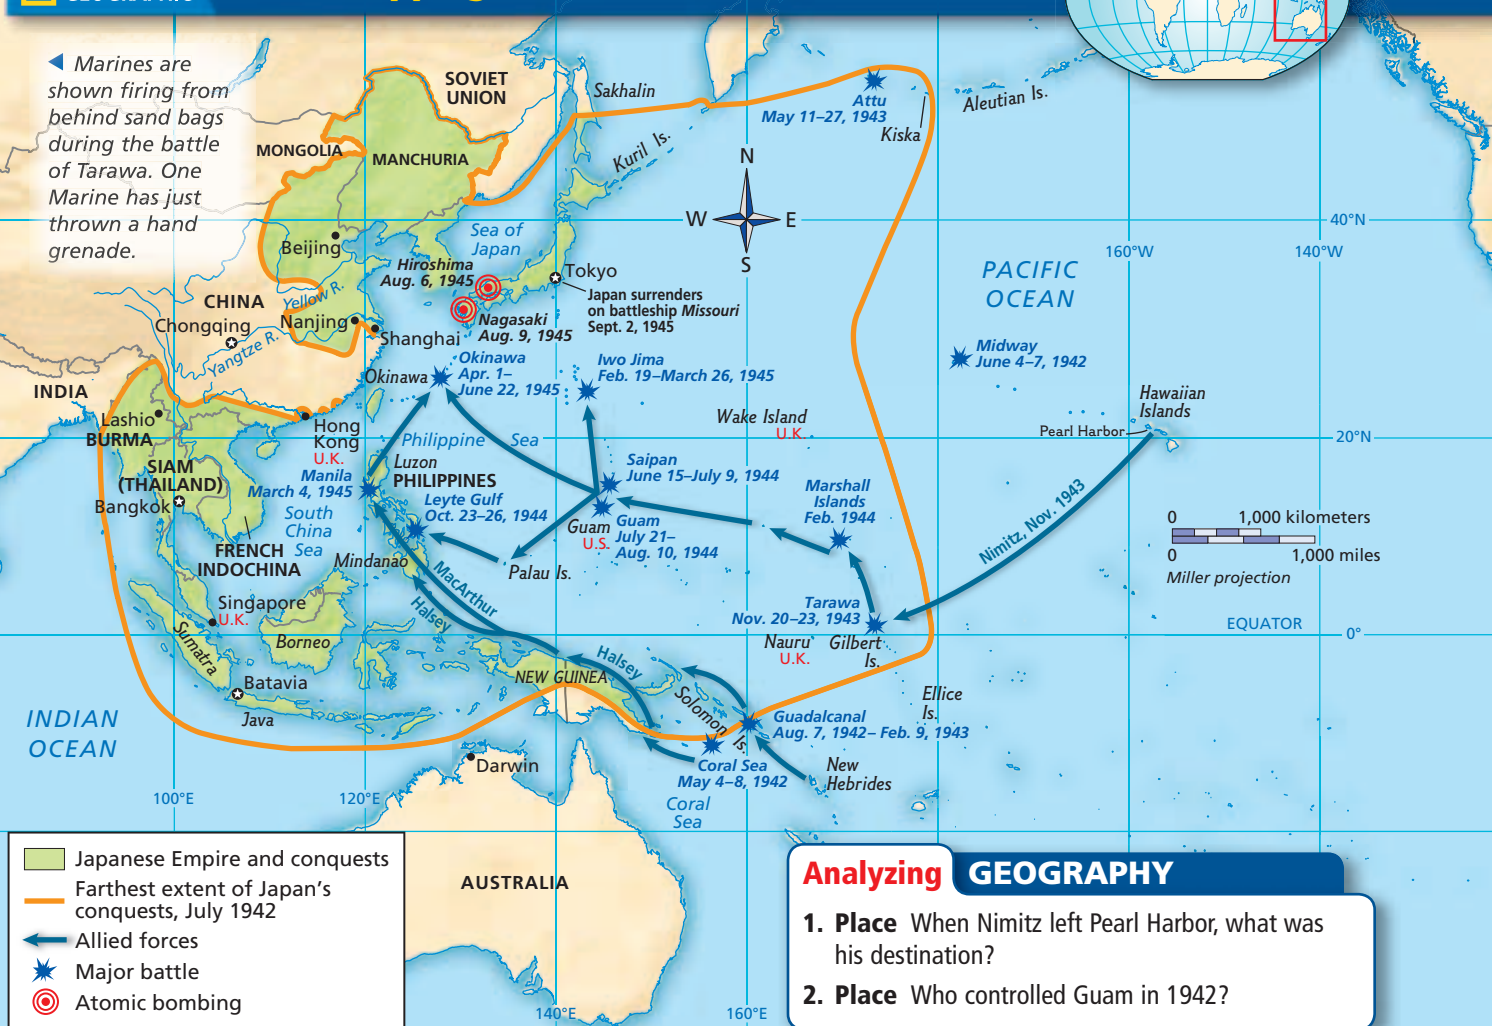 ◀ Marines are
shown firing from
behind sand bags
during the battle
of Tarawa. One
Marine has just
thrown a hand
grenade.
SOVIET
UNION
Sakhalin
Attu
May 11–27, 1943
Kiska
Aleutian Is.
MONGOLIA
MANCHURIA
Kuril Is.
N
W
E
S
40°N
160°W
140°W
Beijing
Sea of
Japan
Hiroshima
Aug. 6, 1945
Tokyo
Japan surrenders
on battleship Missouri
Sept. 2, 1945
PACIFIC
OCEAN
CHINA
Yellow R.
Chongqing
Nanjing
Nagasaki
Aug. 9, 1945
Shanghai
Yangtze R.
Midway
June 4–7, 1942
Okinawa
Okinawa
Apr. 1–
June 22, 1945
Iwo Jima
Feb. 19–March 26, 1945
INDIA
Hawaiian
Islands
Lashio
BURMA
Hong
Kong
U.K.
Wake Island
U.K.
Pearl Harbor
20°N
Philippine Sea
SIAM
(THAILAND)
Luzon
PHILIPPINES
Manila
March 4, 1945
Saipan
June 15–July 9, 1944
Bangkok
Leyte Gulf
Oct. 23–26, 1944
Marshall
Islands
Feb. 1944
Nimitz, Nov. 1943
South
China
Sea
Guam
U.S.
Guam
July 21–
Aug. 10, 1944
0 1,000 kilometers
0 1,000 miles
Miller projection
FRENCH
INDOCHINA
Mindanao
Palau Is.
MacArthur
Halsey
Singapore
U.K.
Tarawa
Nov. 20–23, 1943
EQUATOR
0°
Sumatra
Borneo
Nauru
U.K.
Gilbert
Is.
Halsey
Batavia
NEW GUINEA
Java
Solomon Is.
Ellice
Is.
INDIAN
OCEAN
Guadalcanal
Aug. 7, 1942– Feb. 9, 1943
Darwin
Coral Sea
May 4–8, 1942
New
Hebrides
100°E
120°E
Coral
Sea
Japanese Empire and conquests
Farthest extent of Japan's
conquests, July 1942
Allied forces
Major battle
Atomic bombing
AUSTRALIA
140°E
160°E
Analyzing GEOGRAPHY
1. Place When Nimitz left Pearl Harbor, what was
his destination?
2. Place Who controlled Guam in 1942?